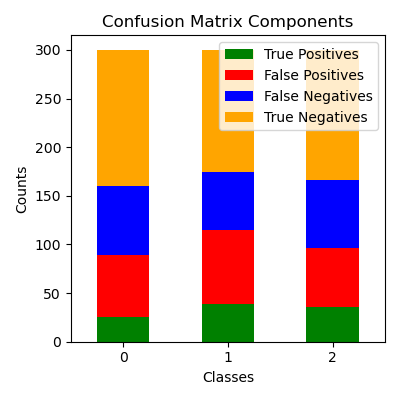 Confusion Matrix Components
300
250
200
150
100
50
0
Counts
True Positives
False Positives
False Negatives
True Negatives
0 1 2
Classes